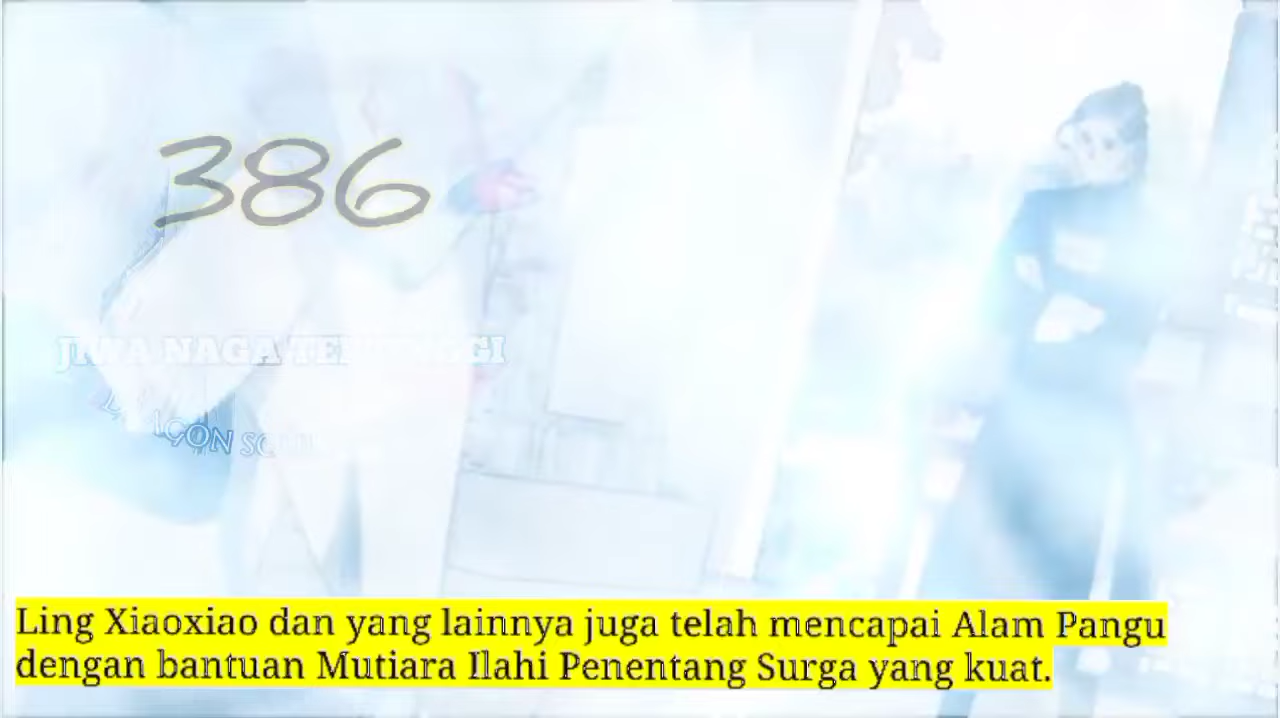 386
NAGA
Ling Xiaoxiao dan yang lainnya juga telah mencapai Alam Pangu
dengan bantuan Mutiara Ilahi Penentang Surga yang kuat.